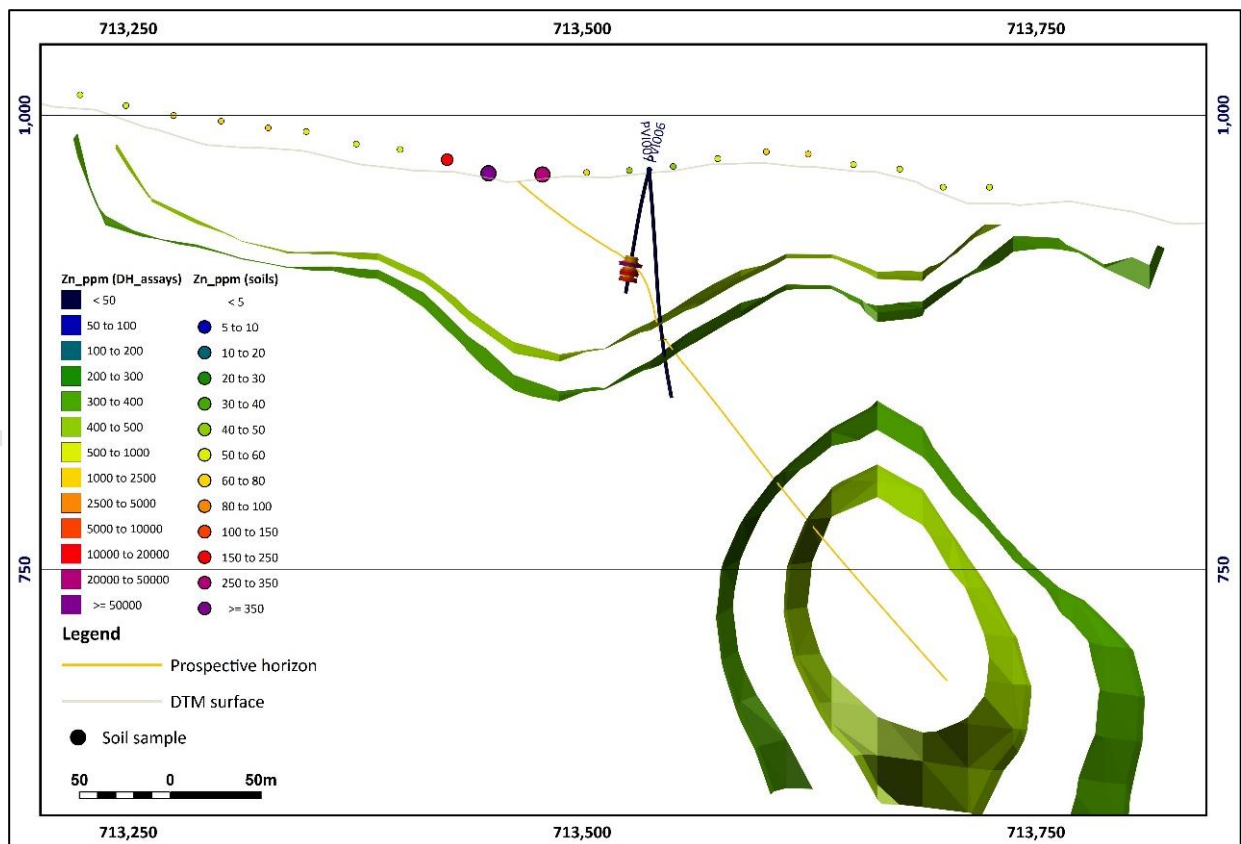 713,250 713,500 713,750
1,000 1,000
Zn_ppm (DH_assays) Zn_ppm (soils)
< 50 < 5
50 to 100 5 to 10
100 to 200 10 to 20
200 to 300 20 to 30
300 to 400 30 to 40
400 to 500 40 to 50
500 to 1000 50 to 60
1000 to 2500 60 to 80
2500 to 5000 80 to 100
5000 to 10000 100 to 150
10000 to 20000 150 to 250
20000 to 50000 250 to 350
>= 50000 >= 350
750 750
Legend
Prospective horizon
DTM surface
Soil sample
50 0 50m
713,250 713,500 713,750